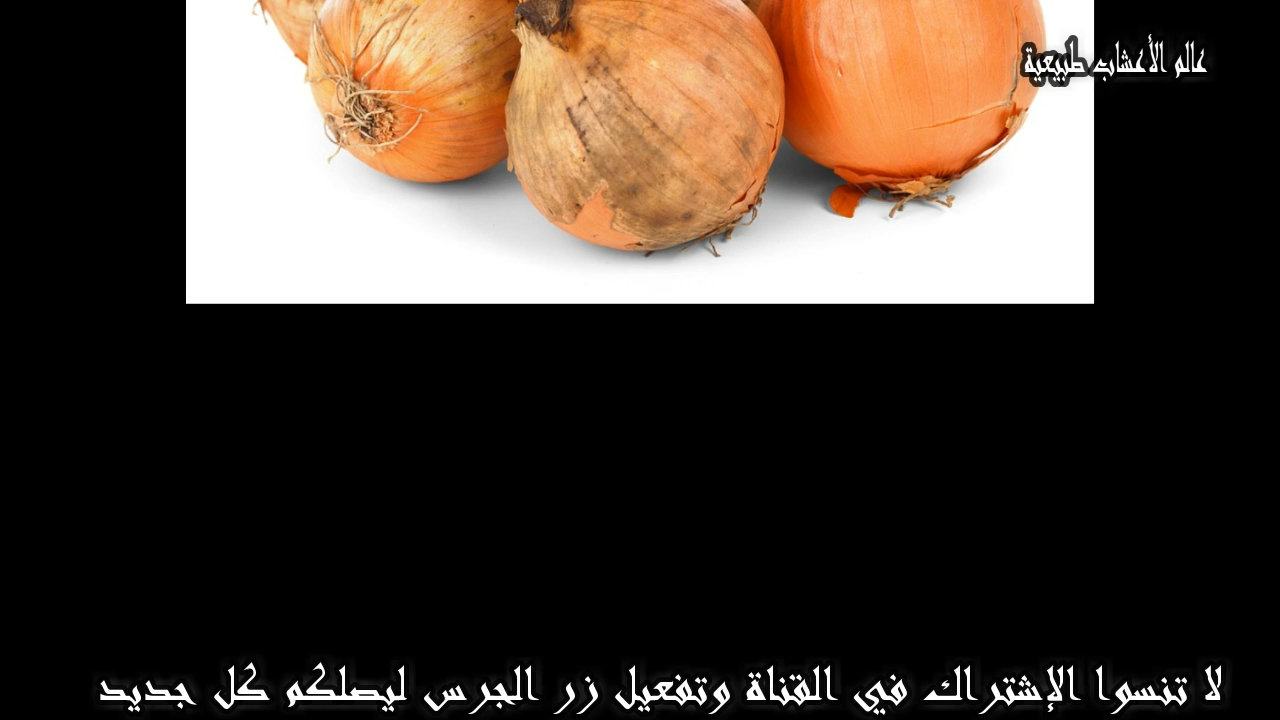 عالم الأعشاب طبيعية
لا تنسوا الإشتراك في القناة وتفعيل زر الجرس ليصلكم كل جديد